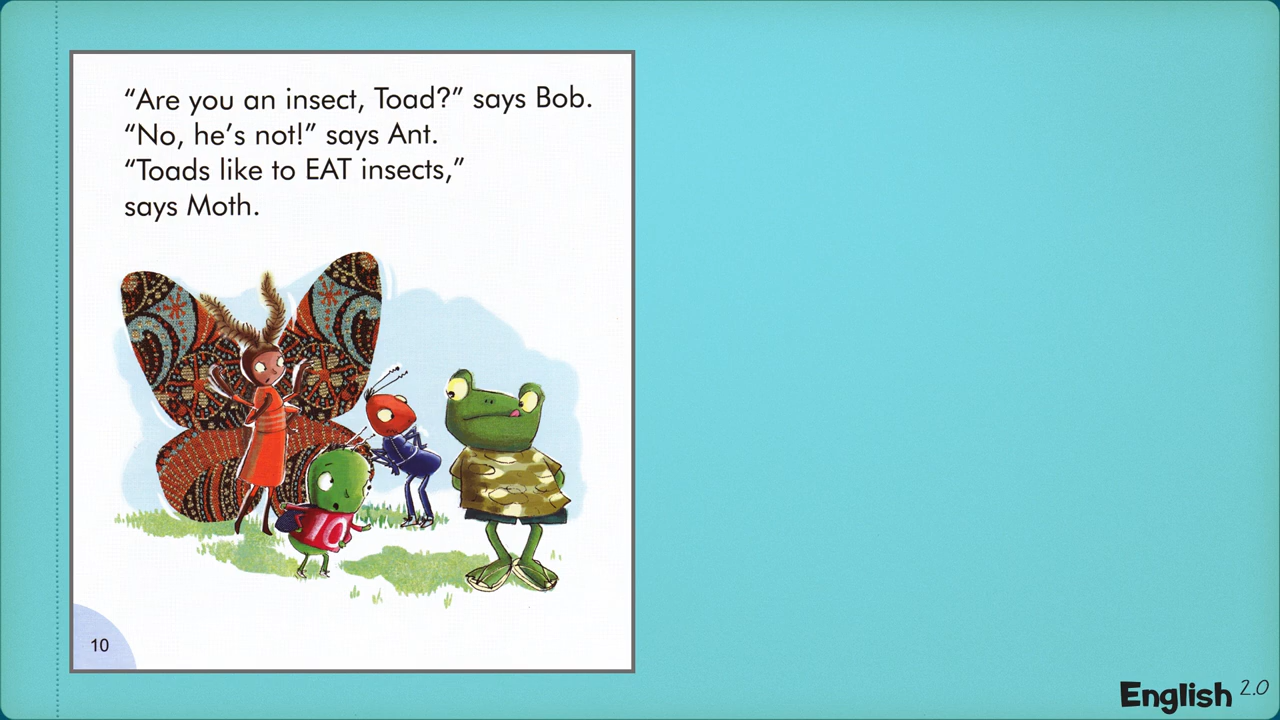 “Are you an insect, Toad?” says Bob.
“No, he’s not!” says Ant.
“Toads like to EAT insects,”
says Moth.
10
10
English 2.0